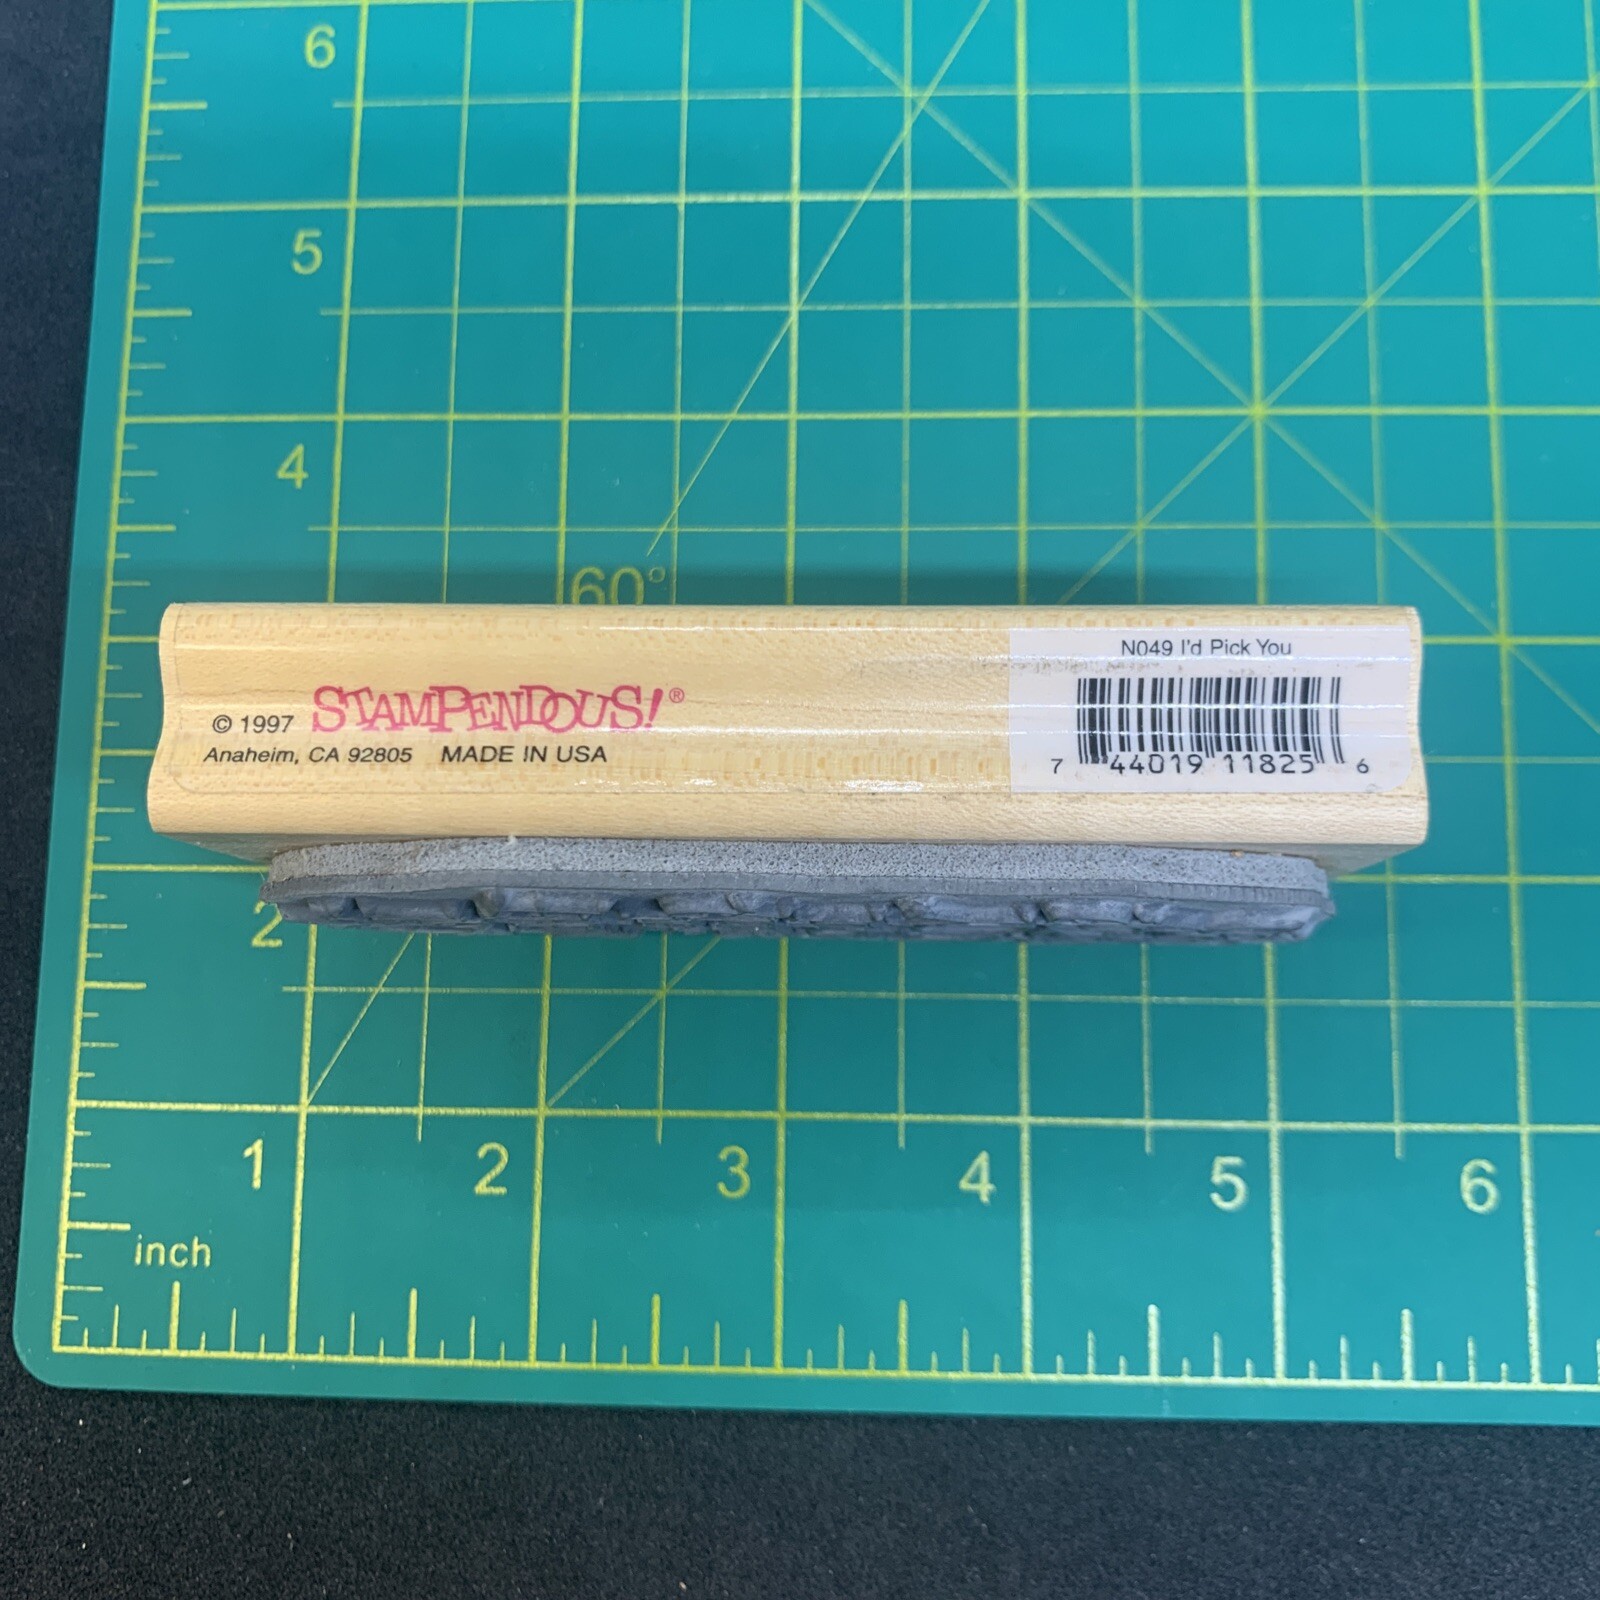 6
5
4
60°
N049 I'd Pick You
© 1997 STAMPENDOUS!®
Anaheim, CA 92805 MADE IN USA
7 44019 11825 6
2
1 2 3 4 5 6
inch